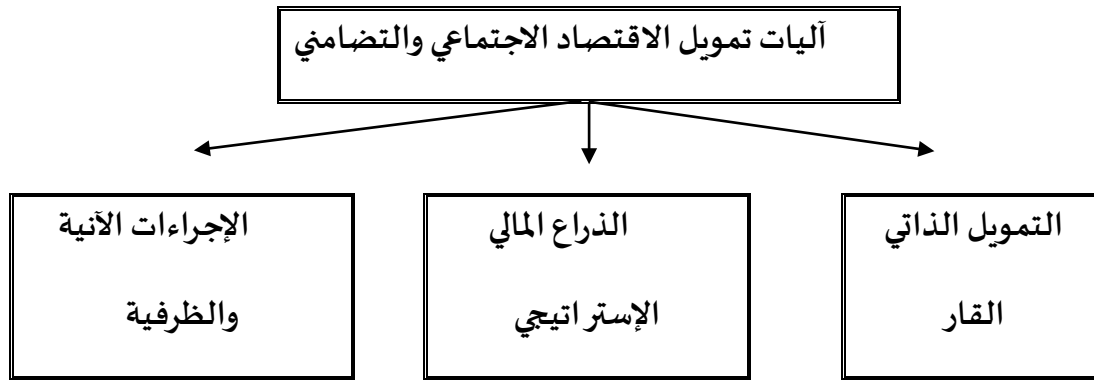 آليات تمويل الاقتصاد الاجتماعي والتضامني
التمويل الذاتي
القار
الذراع المالي
الإستراتيجي
الإجراءات الآنية
والظرفية